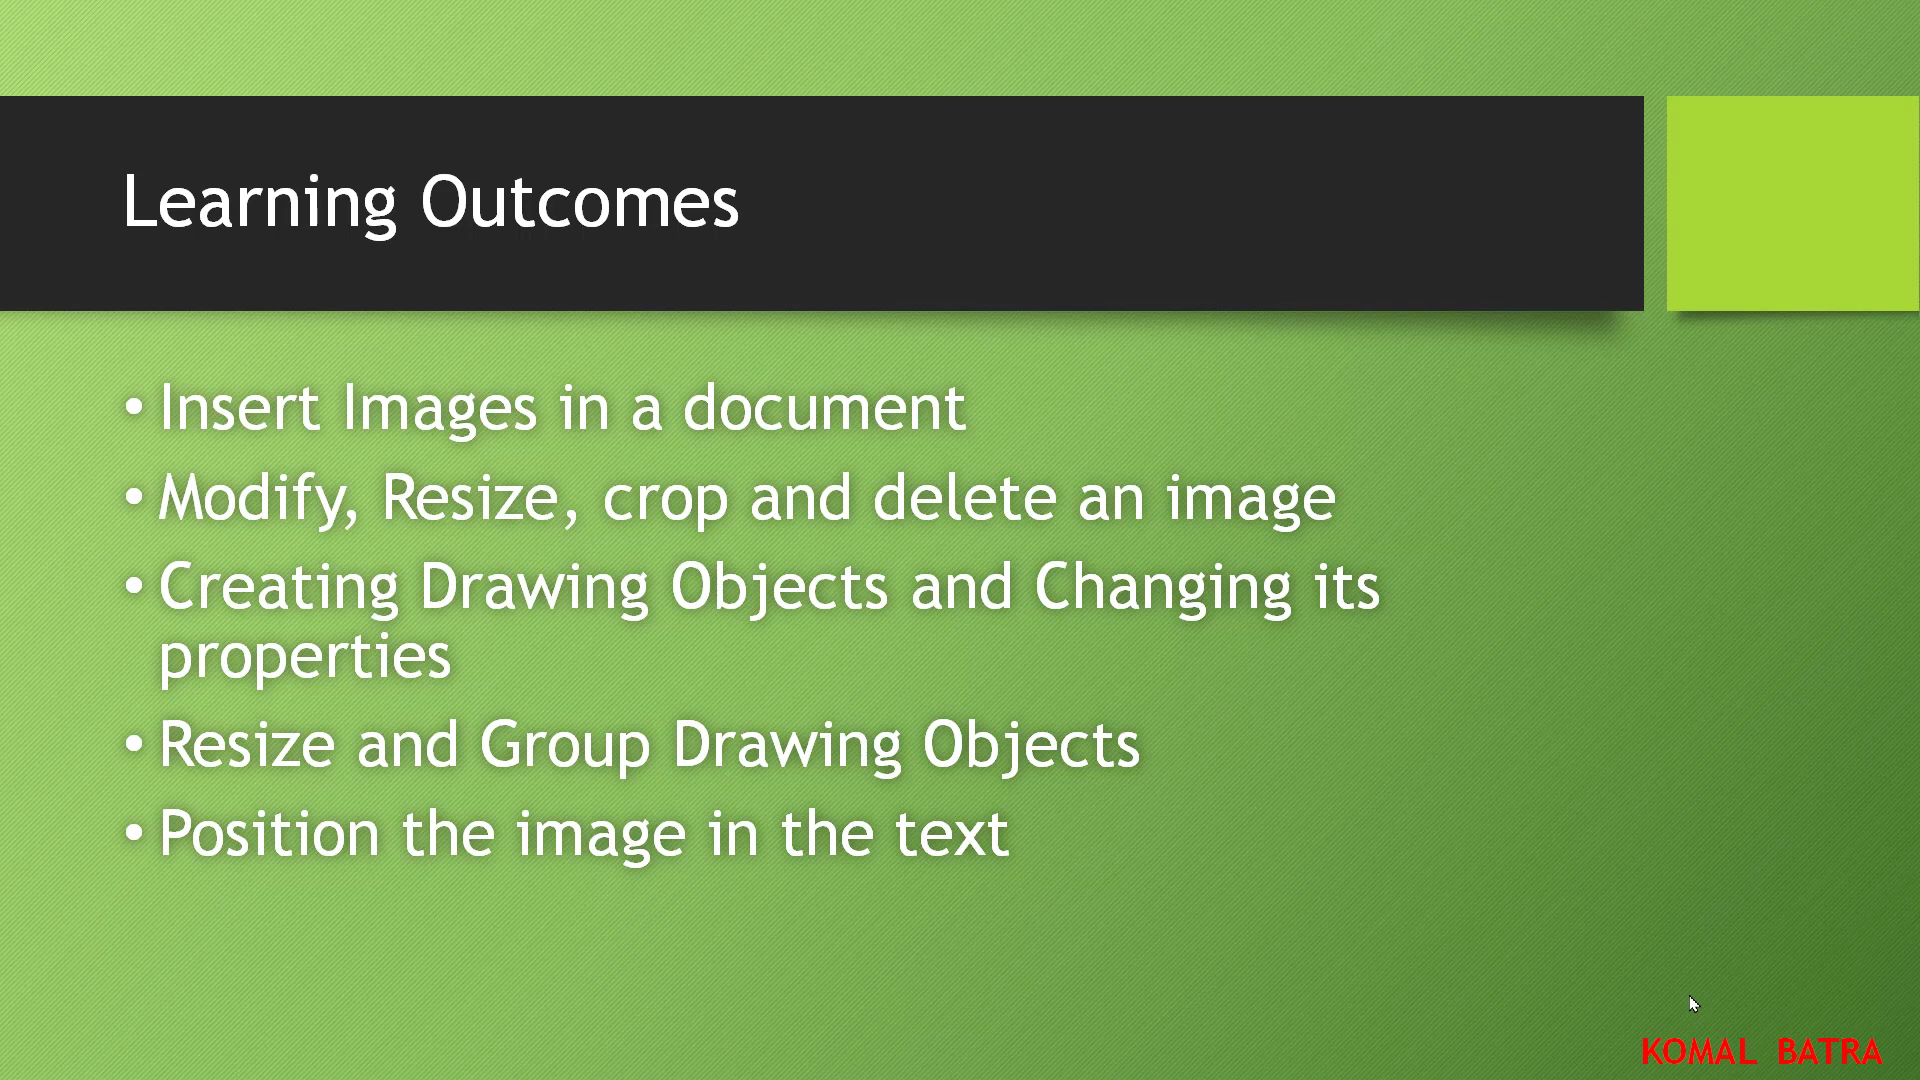 Learning Outcomes
• Insert Images in a document
• Modify, Resize, crop and delete an image
• Creating Drawing Objects and Changing its
properties
• Resize and Group Drawing Objects
• Position the image in the text
KOMAL BATRA